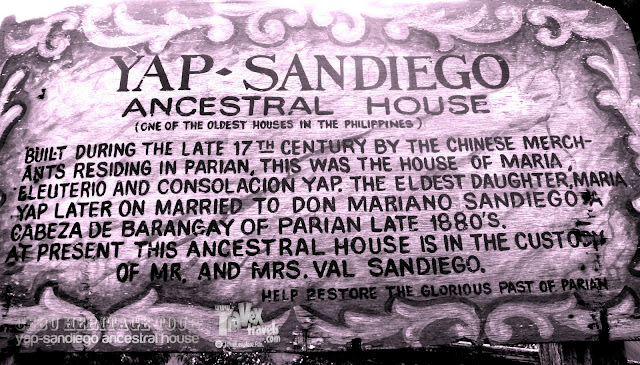 YAP-SANDIEGO
ANCESTRAL HOUSE
(ONE OF THE OLDEST HOUSES IN THE PHILIPPINES)
BUILT DURING THE LATE 17TH CENTURY BY THE CHINESE MERCH-
ANTS RESIDING IN PARIAN, THIS WAS THE HOUSE OF MARIA,
ELEUTERIO AND CONSOLACION YAP. THE ELDEST DAUGHTER, MARIA
YAP LATER ON MARRIED TO DON MARIANO SANDIEGO A
CABEZA DE BARANGAY OF PARIAN LATE 1880'S.
AT PRESENT THIS ANCESTRAL HOUSE IS IN THE CUSTODY
OF MR. AND MRS. VAL SANDIEGO.
HELP RESTORE THE GLORIOUS PAST OF PARIAN
CEBU HERITAGE TOUR
yap-sandiego ancestral house
www.
TraVex
Travels
.com